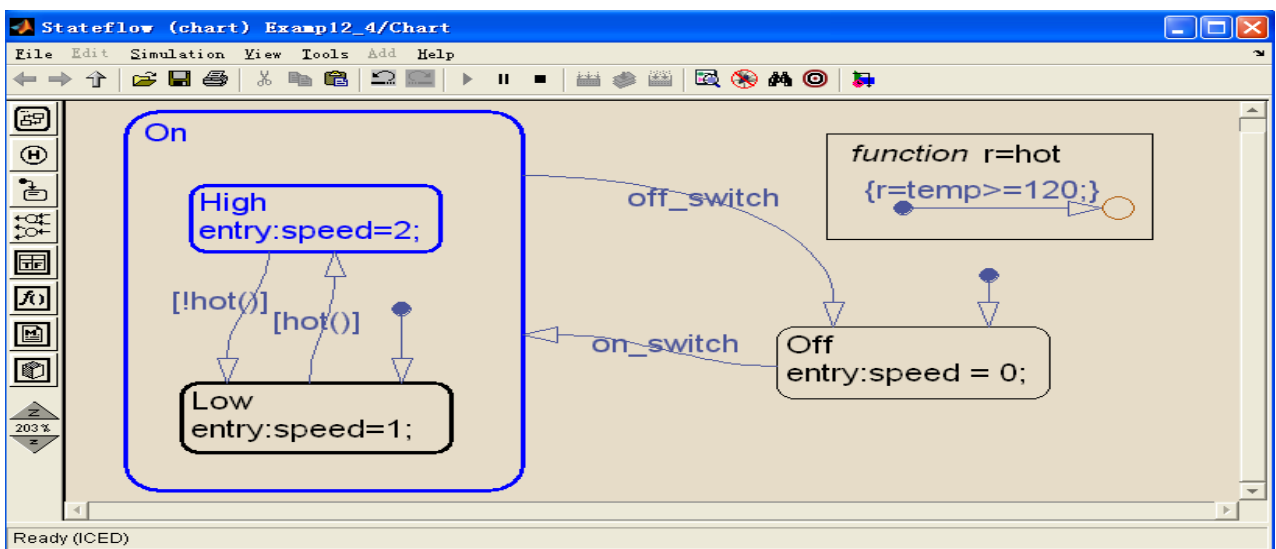 Stateflow (chart) Examp12_4/Chart
File Edit Simulation View Tools Add Help
On
High
entry:speed=2;
[!hot()]
[hot()]
Low
entry:speed=1;
off_switch
on_switch
function r=hot
{r=temp>=120;}
Off
entry:speed = 0;
H
TF
f()
M
Z
203%
Z
Ready (ICED)